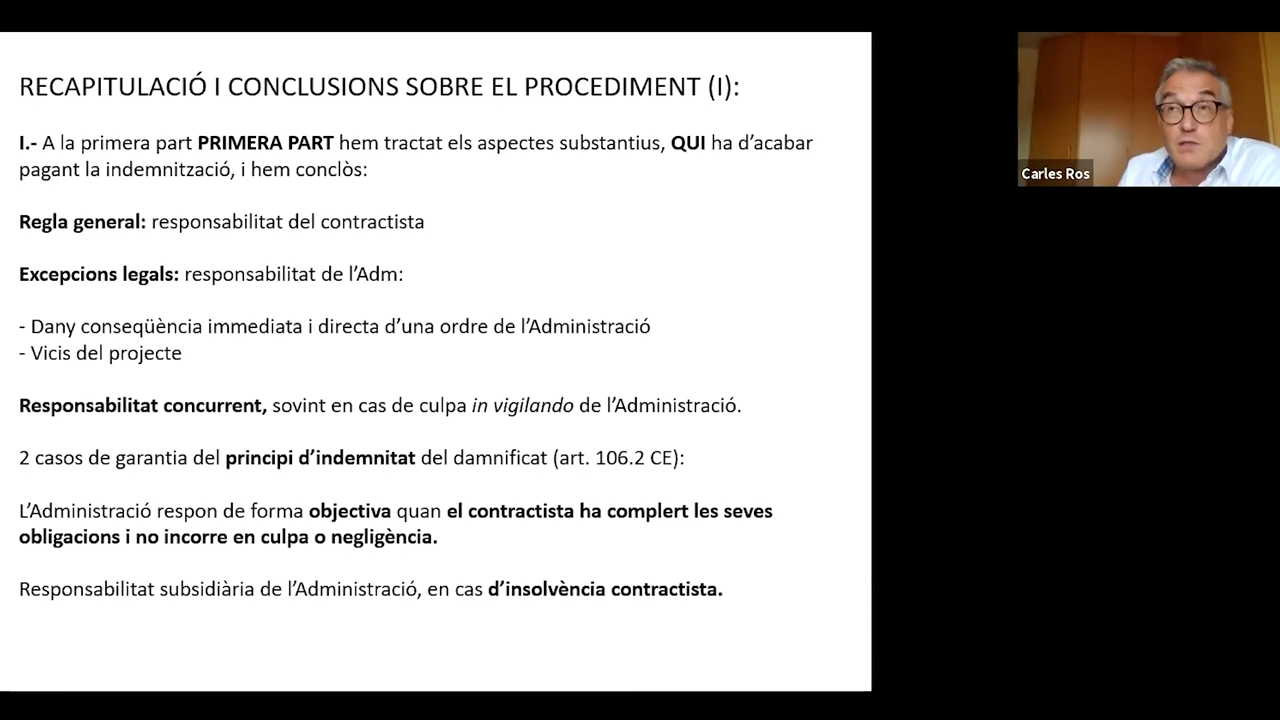 RECAPITULACIÓ I CONCLUSIONS SOBRE EL PROCEDIMENT (I):
I.- A la primera part PRIMERA PART hem tractat els aspectes substantius, QUI ha d’acabar
pagant la indemnització, i hem conclòs:
Regla general: responsabilitat del contractista
Excepcions legals: responsabilitat de l’Adm:
- Dany conseqüència immediata i directa d’una ordre de l’Administració
- Vicis del projecte
Responsabilitat concurrent, sovint en cas de culpa in vigilando de l’Administració.
2 casos de garantia del principi d’indemnitat del damnificat (art. 106.2 CE):
L’Administració respon de forma objectiva quan el contractista ha complert les seves
obligacions i no incorre en culpa o negligència.
Responsabilitat subsidiària de l’Administració, en cas d’insolvència contractista.
Carles Ros